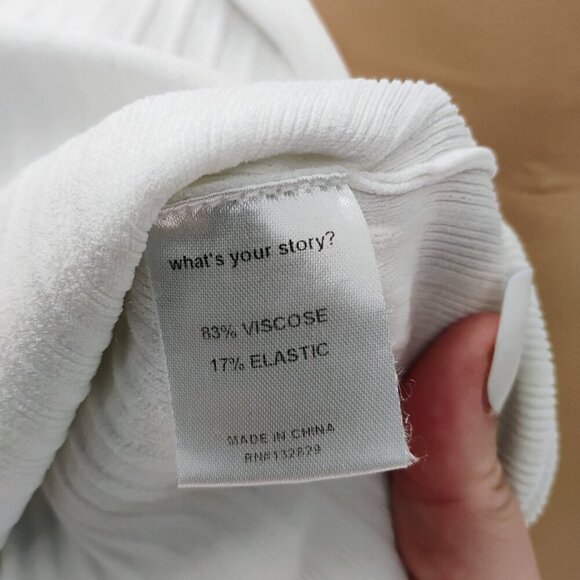 what's your story?
83% VISCOSE
17% ELASTIC
MADE IN CHINA
RN#132829